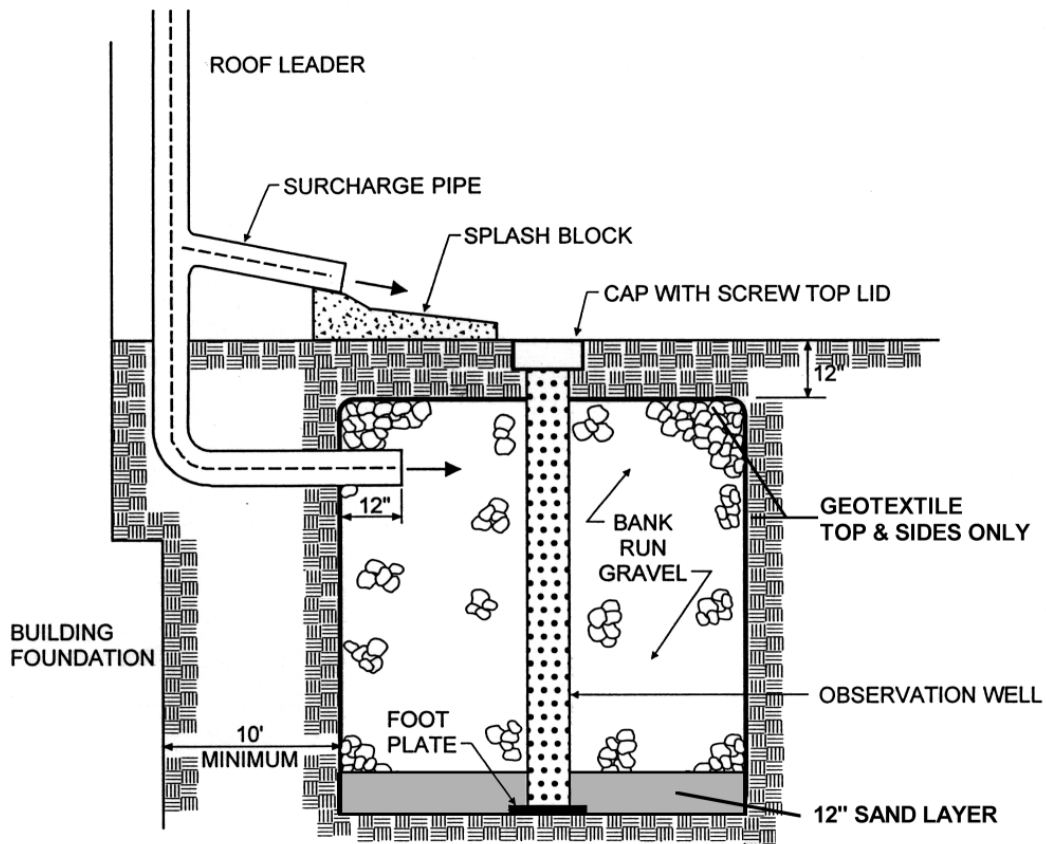 ROOF LEADER
SURCHARGE PIPE
SPLASH BLOCK
CAP WITH SCREW TOP LID
12"
12"
GEOTEXTILE
TOP & SIDES ONLY
BANK
RUN
GRAVEL
BUILDING
FOUNDATION
OBSERVATION WELL
FOOT
PLATE
10'
MINIMUM
12" SAND LAYER